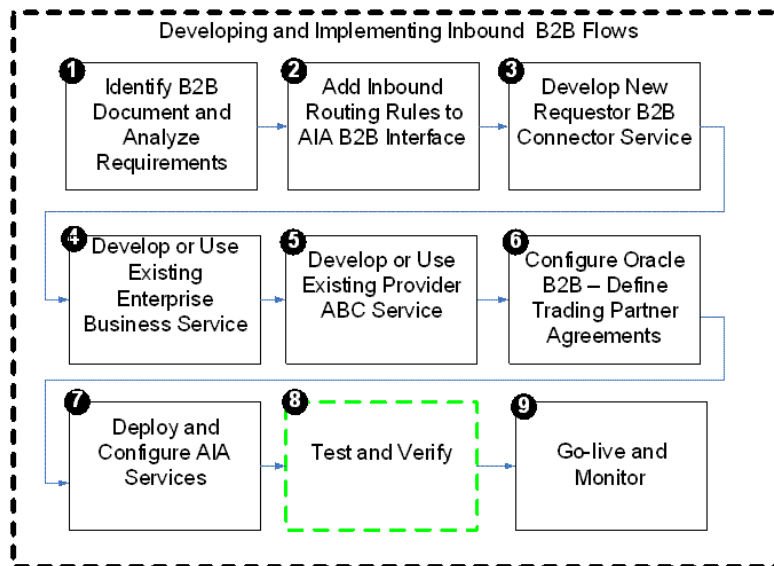 Developing and Implementing Inbound B2B Flows
1
Identify B2B
Document and
Analyze
Requirements
2
Add Inbound
Routing Rules to
AIA B2B Interface
3
Develop New
Requestor B2B
Connector Service
4
Develop or Use
Existing
Enterprise
Business Service
5
Develop or Use
Existing Provider
ABC Service
6
Configure Oracle
B2B – Define
Trading Partner
Agreements
7
Deploy and
Configure AIA
Services
8
Test and Verify
9
Go-live and
Monitor